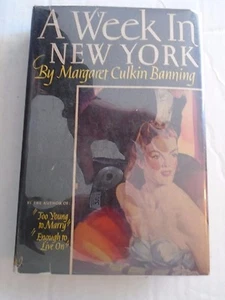 A Week In
NEW YORK
By Margaret Culkin Banning
BY THE AUTHOR OF
"Too Young
to Marry"
"Enough to
Live On"